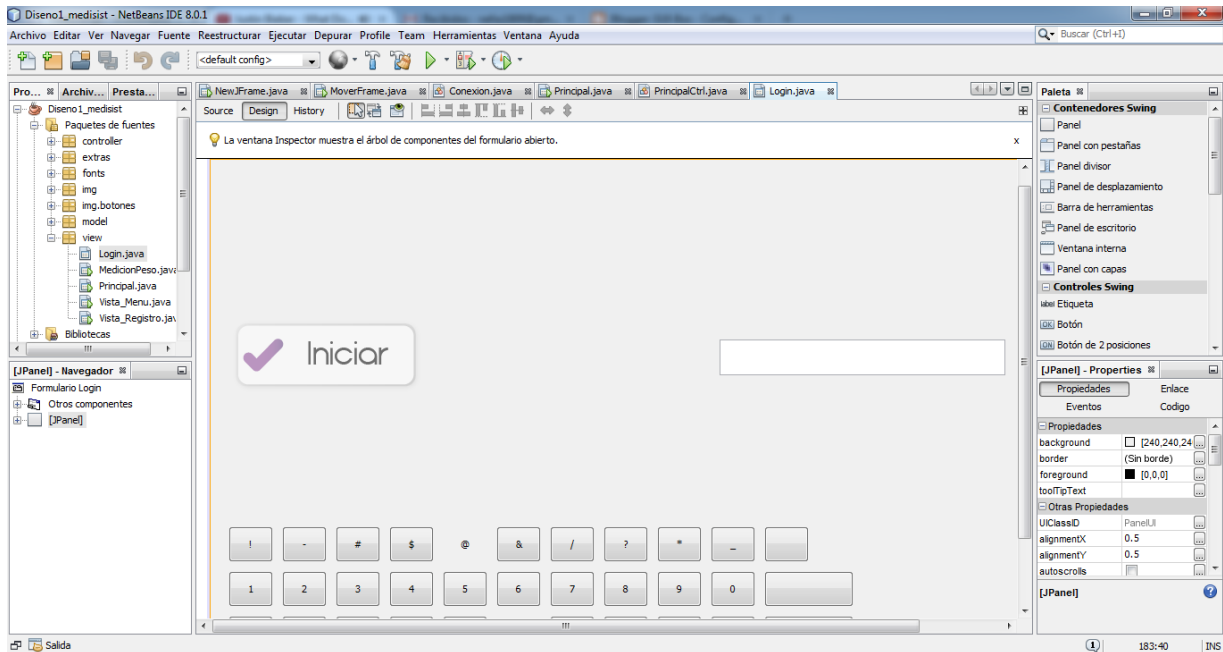 Diseno1_medisist - NetBeans IDE 8.0.1
Archivo Editar Ver Navegar Fuente Reestructurar Ejecutar Depurar Profile Team Herramientas Ventana Ayuda
Buscar (Ctrl+I)
<default config>
Pro... Archiv... Presta...
NewJFrame.java MoverFrame.java Conexion.java Principal.java PrincipalCtrl.java Login.java
Source Design History
La ventana Inspector muestra el árbol de componentes del formulario abierto. x
Diseno1_medisist
Paquetes de fuentes
controller
extras
fonts
img
img.botones
model
view
Login.java
MedicionPeso.java
Principal.java
Vista_Menu.java
Vista_Registro.jav
Bibliotecas
[JPanel] - Navegador
Formulario Login
Otros componentes
[JPanel]
Iniciar
! - # $ @ & / ? * _
1 2 3 4 5 6 7 8 9 0
Paleta
Contenedores Swing
Panel
Panel con pestañas
Panel divisor
Panel de desplazamiento
Barra de herramientas
Panel de escritorio
Ventana interna
Panel con capas
Controles Swing
label Etiqueta
OK Botón
ON Botón de 2 posiciones
[JPanel] - Properties
Propiedades Enlace
Eventos Codigo
Propiedades
background [240,240,24
border (Sin borde)
foreground [0,0,0]
toolTipText
Otras Propiedades
UIClassID PanelUI
alignmentX 0.5
alignmentY 0.5
autoscrolls
[JPanel]
Salida
1 183:40 INS